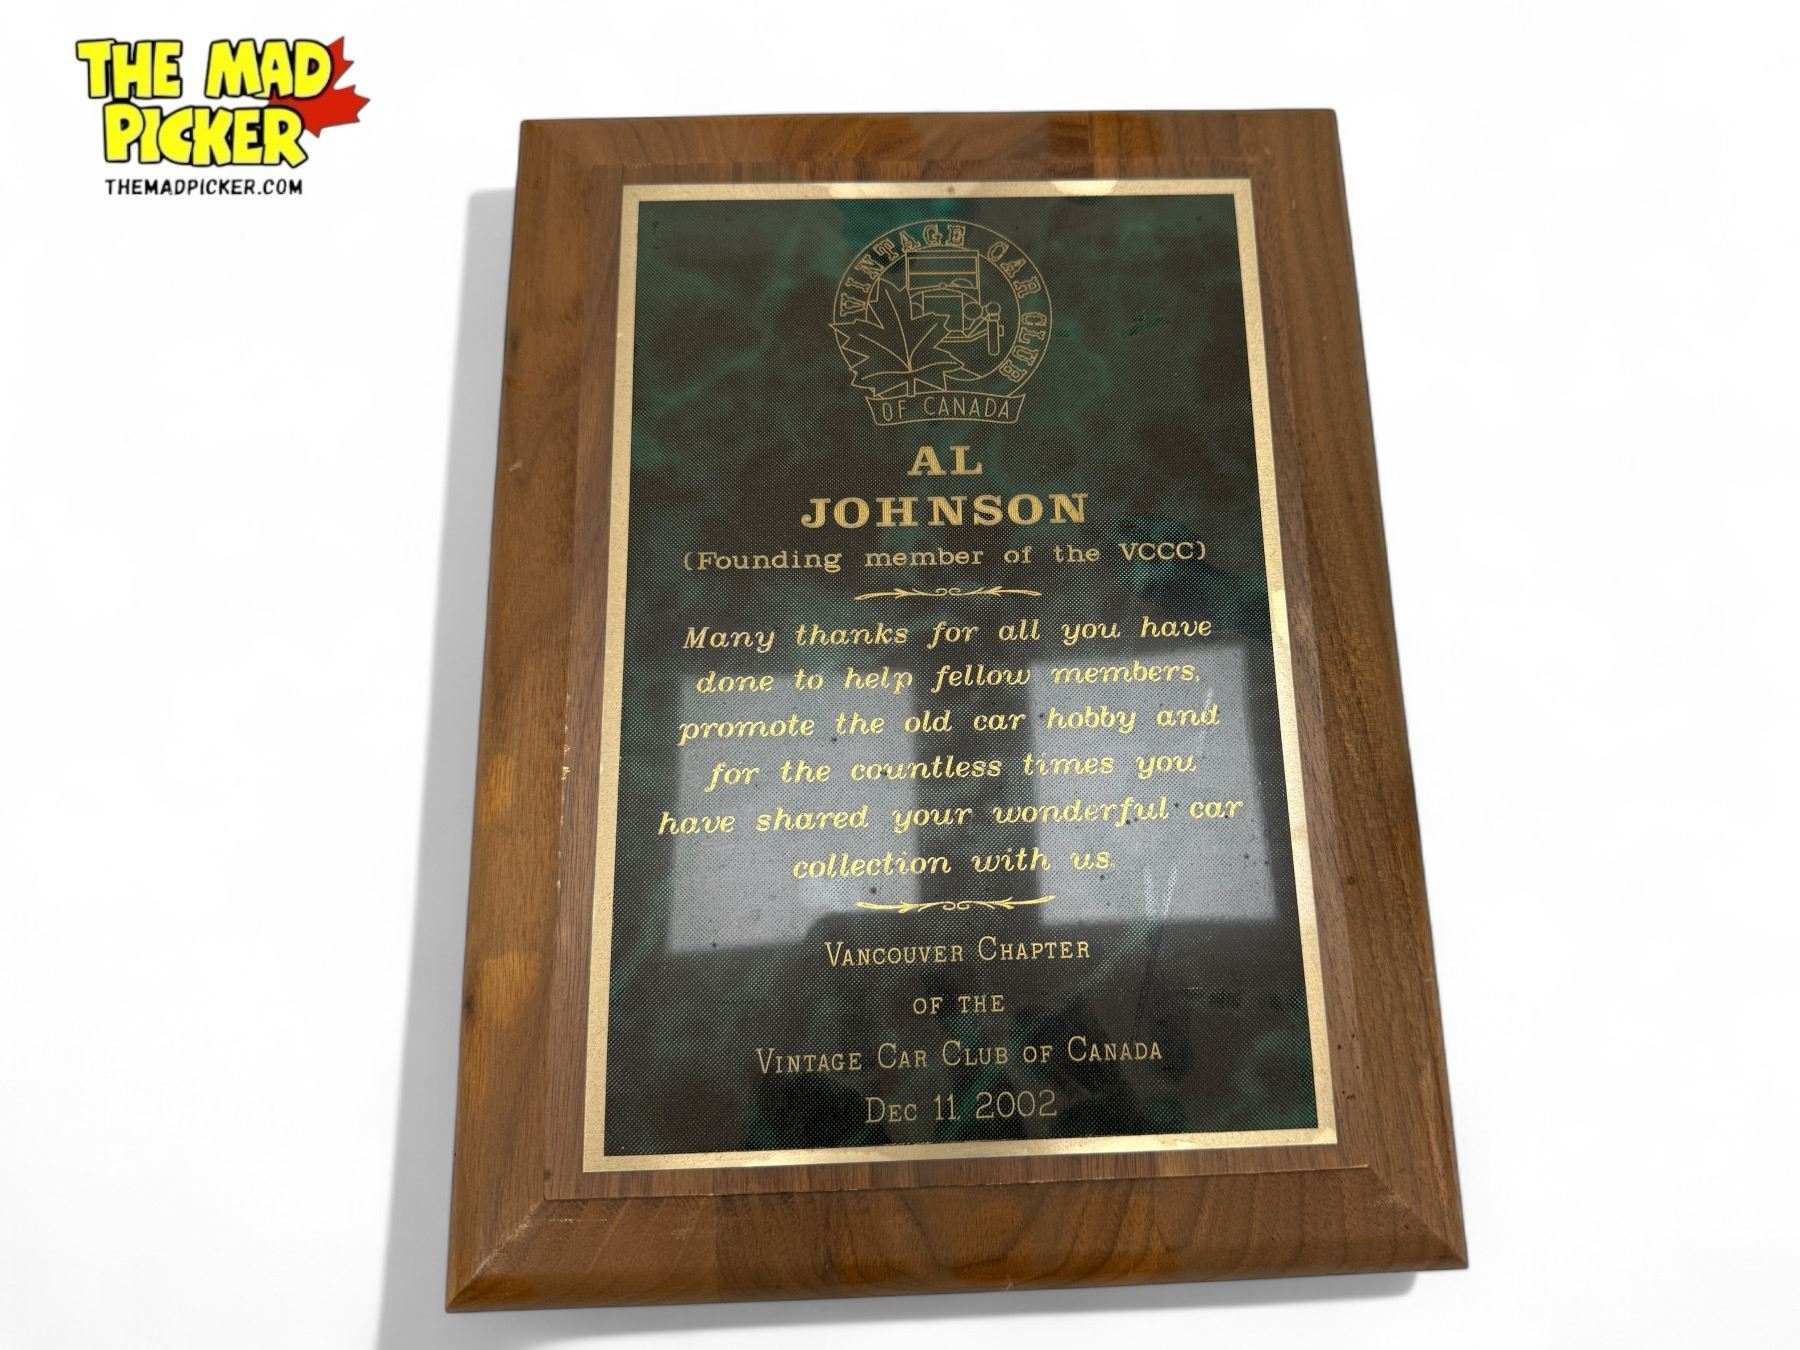 THE MAD
PICKER
THEMADPICKER.COM
VINTAGE CAR CLUB
OF CANADA
AL
JOHNSON
(Founding member of the VCCC)
Many thanks for all you have
done to help fellow members,
promote the old car hobby and
for the countless times you
have shared your wonderful car
collection with us.
VANCOUVER CHAPTER
OF THE
VINTAGE CAR CLUB OF CANADA
DEC 11, 2002